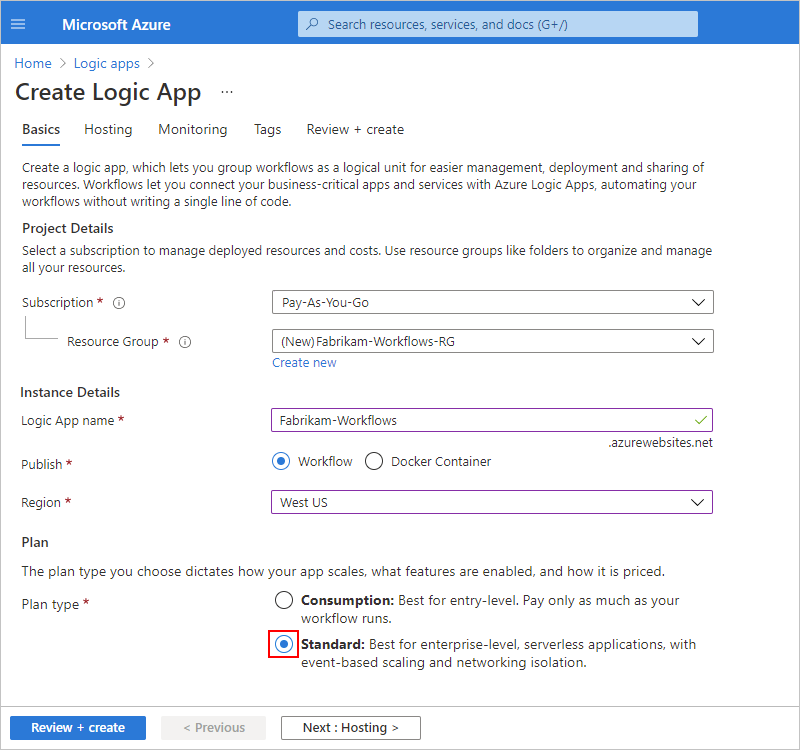 Microsoft Azure
Search resources, services, and docs (G+/)
Home > Logic apps >
Create Logic App ...
Basics Hosting Monitoring Tags Review + create
Create a logic app, which lets you group workflows as a logical unit for easier management, deployment and sharing of
resources. Workflows let you connect your business-critical apps and services with Azure Logic Apps, automating your
workflows without writing a single line of code.
Project Details
Select a subscription to manage deployed resources and costs. Use resource groups like folders to organize and manage
all your resources.
Subscription * Pay-As-You-Go
Resource Group * (New) Fabrikam-Workflows-RG
Create new
Instance Details
Logic App name * Fabrikam-Workflows
.azurewebsites.net
Publish * Workflow Docker Container
Region * West US
Plan
The plan type you choose dictates how your app scales, what features are enabled, and how it is priced.
Plan type * Consumption: Best for entry-level. Pay only as much as your
workflow runs.
Standard: Best for enterprise-level, serverless applications, with
event-based scaling and networking isolation.
Review + create < Previous Next : Hosting >